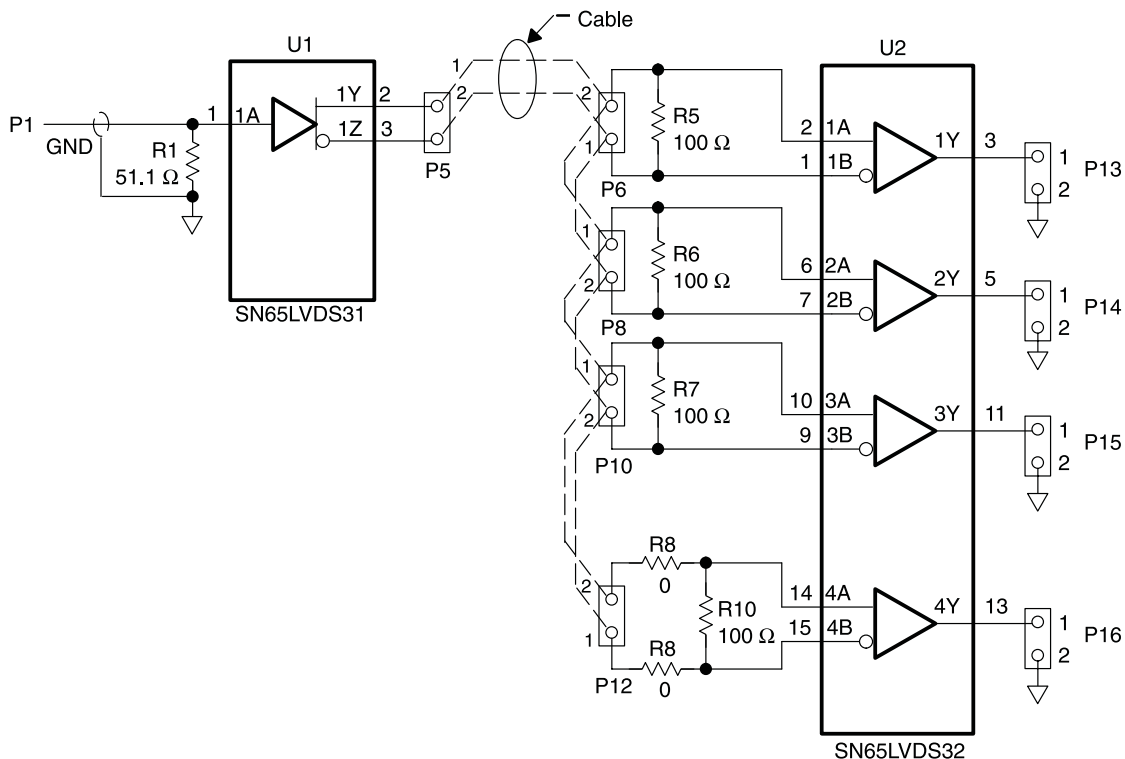 Cable
U1
U2
P1
GND
R1
51.1 Ω
1
1A
1Y
2
1Z
3
SN65LVDS31
P5
1
2
2
1
P6
R5
100 Ω
2
1A
1
1B
1Y
3
1
2
P13
1
2
P8
R6
100 Ω
6
2A
7
2B
2Y
5
1
2
P14
1
2
P10
R7
100 Ω
10
3A
9
3B
3Y
11
1
2
P15
2
1
P12
R8
0
R10
100 Ω
R8
0
14
4A
15
4B
4Y
13
1
2
P16
SN65LVDS32